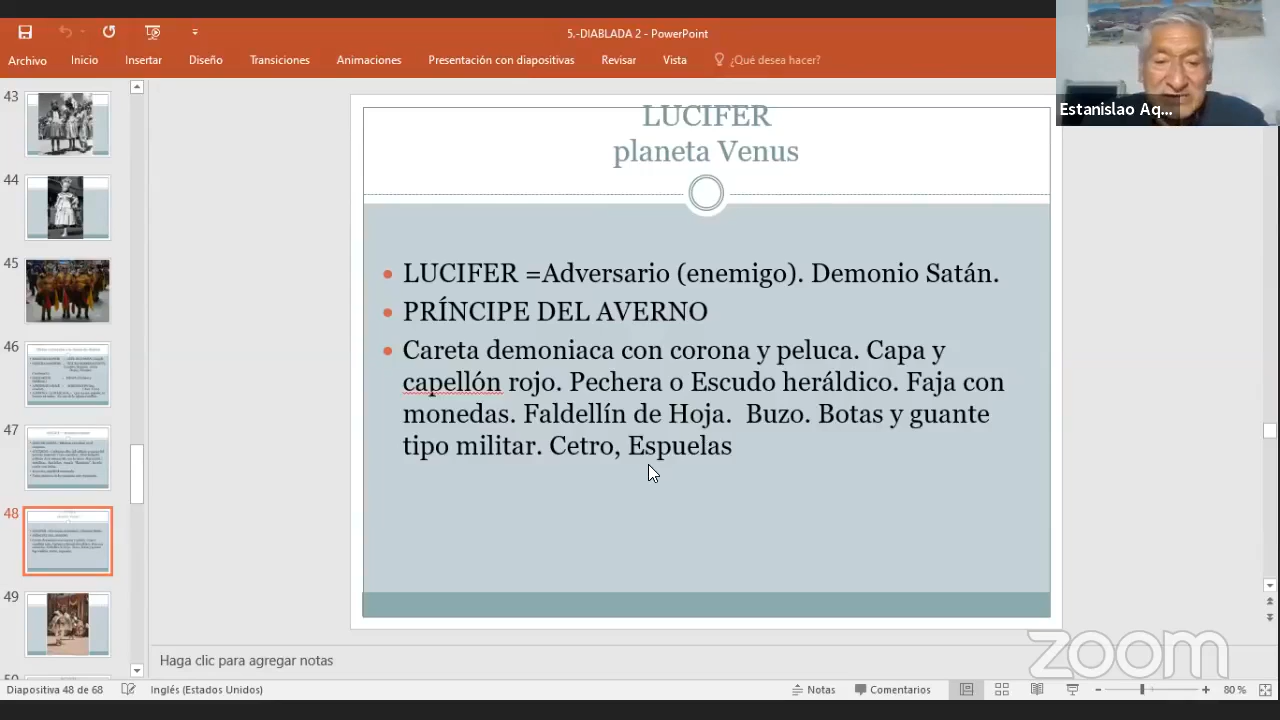 5.-DIABLADA 2 - PowerPoint
Archivo Inicio Insertar Diseño Transiciones Animaciones Presentación con diapositivas Revisar Vista ¿Qué desea hacer?
Estanislao Aq...
43
44
45
46
47
48
49
LUCIFER
planeta Venus
LUCIFER =Adversario (enemigo). Demonio Satán.
PRÍNCIPE DEL AVERNO
Careta demoniaca con corona y peluca. Capa y
capellón rojo. Pechera o Escudo heráldico. Faja con
monedas. Faldellín de Hoja. Buzo. Botas y guante
tipo militar. Cetro, Espuelas
Haga clic para agregar notas
zoom
Diapositiva 48 de 68 Inglés (Estados Unidos) Notas Comentarios 80 %